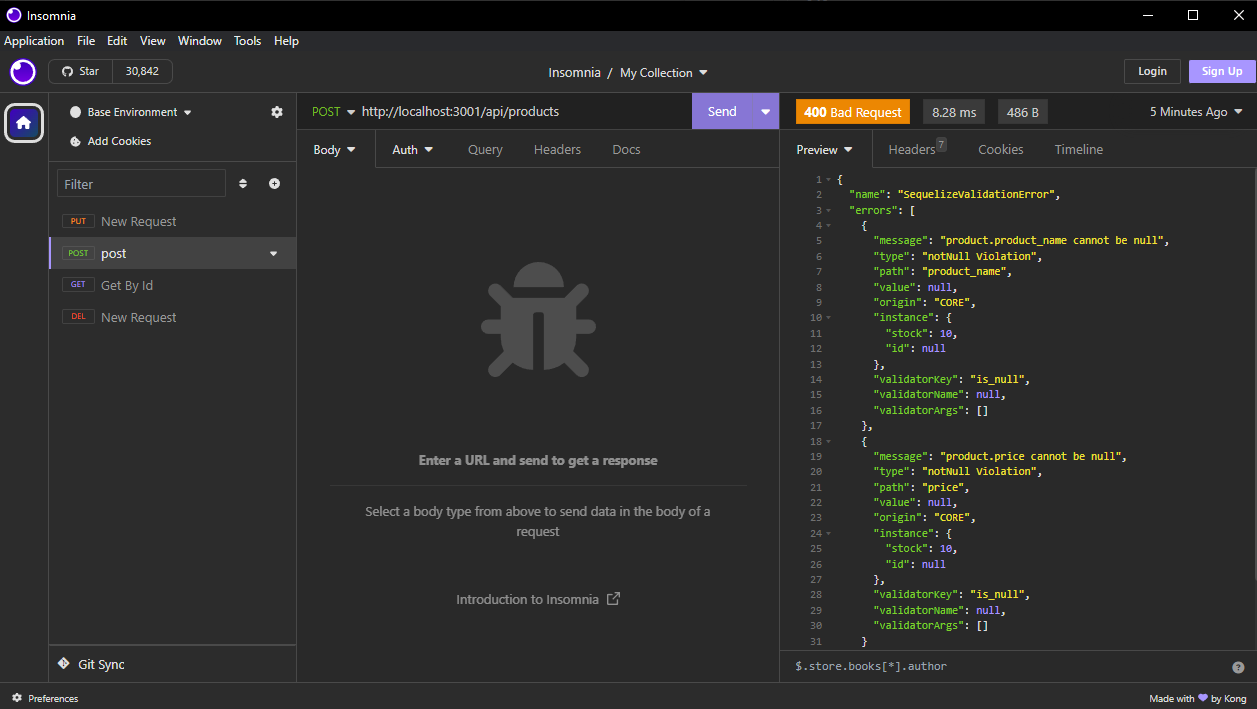 Insomnia
Application File Edit View Window Tools Help
Star 30,842
Insomnia / My Collection
Login Sign Up
Base Environment
Add Cookies
Filter
PUT New Request
POST post
GET Get By Id
DEL New Request
Git Sync
POST http://localhost:3001/api/products Send
Body Auth Query Headers Docs
Enter a URL and send to get a response
Select a body type from above to send data in the body of a
request
Introduction to Insomnia
400 Bad Request 8.28 ms 486 B 5 Minutes Ago
Preview Headers 7 Cookies Timeline
1 {
2 "name": "SequelizeValidationError",
3 "errors": [
4 {
5 "message": "product.product_name cannot be null",
6 "type": "notNull Violation",
7 "path": "product_name",
8 "value": null,
9 "origin": "CORE",
10 "instance": {
11 "stock": 10,
12 "id": null
13 },
14 "validatorKey": "is_null",
15 "validatorName": null,
16 "validatorArgs": []
17 },
18 {
19 "message": "product.price cannot be null",
20 "type": "notNull Violation",
21 "path": "price",
22 "value": null,
23 "origin": "CORE",
24 "instance": {
25 "stock": 10,
26 "id": null
27 },
28 "validatorKey": "is_null",
29 "validatorName": null,
30 "validatorArgs": []
31 }
$.store.books[*].author
Preferences
Made with 💜 by Kong